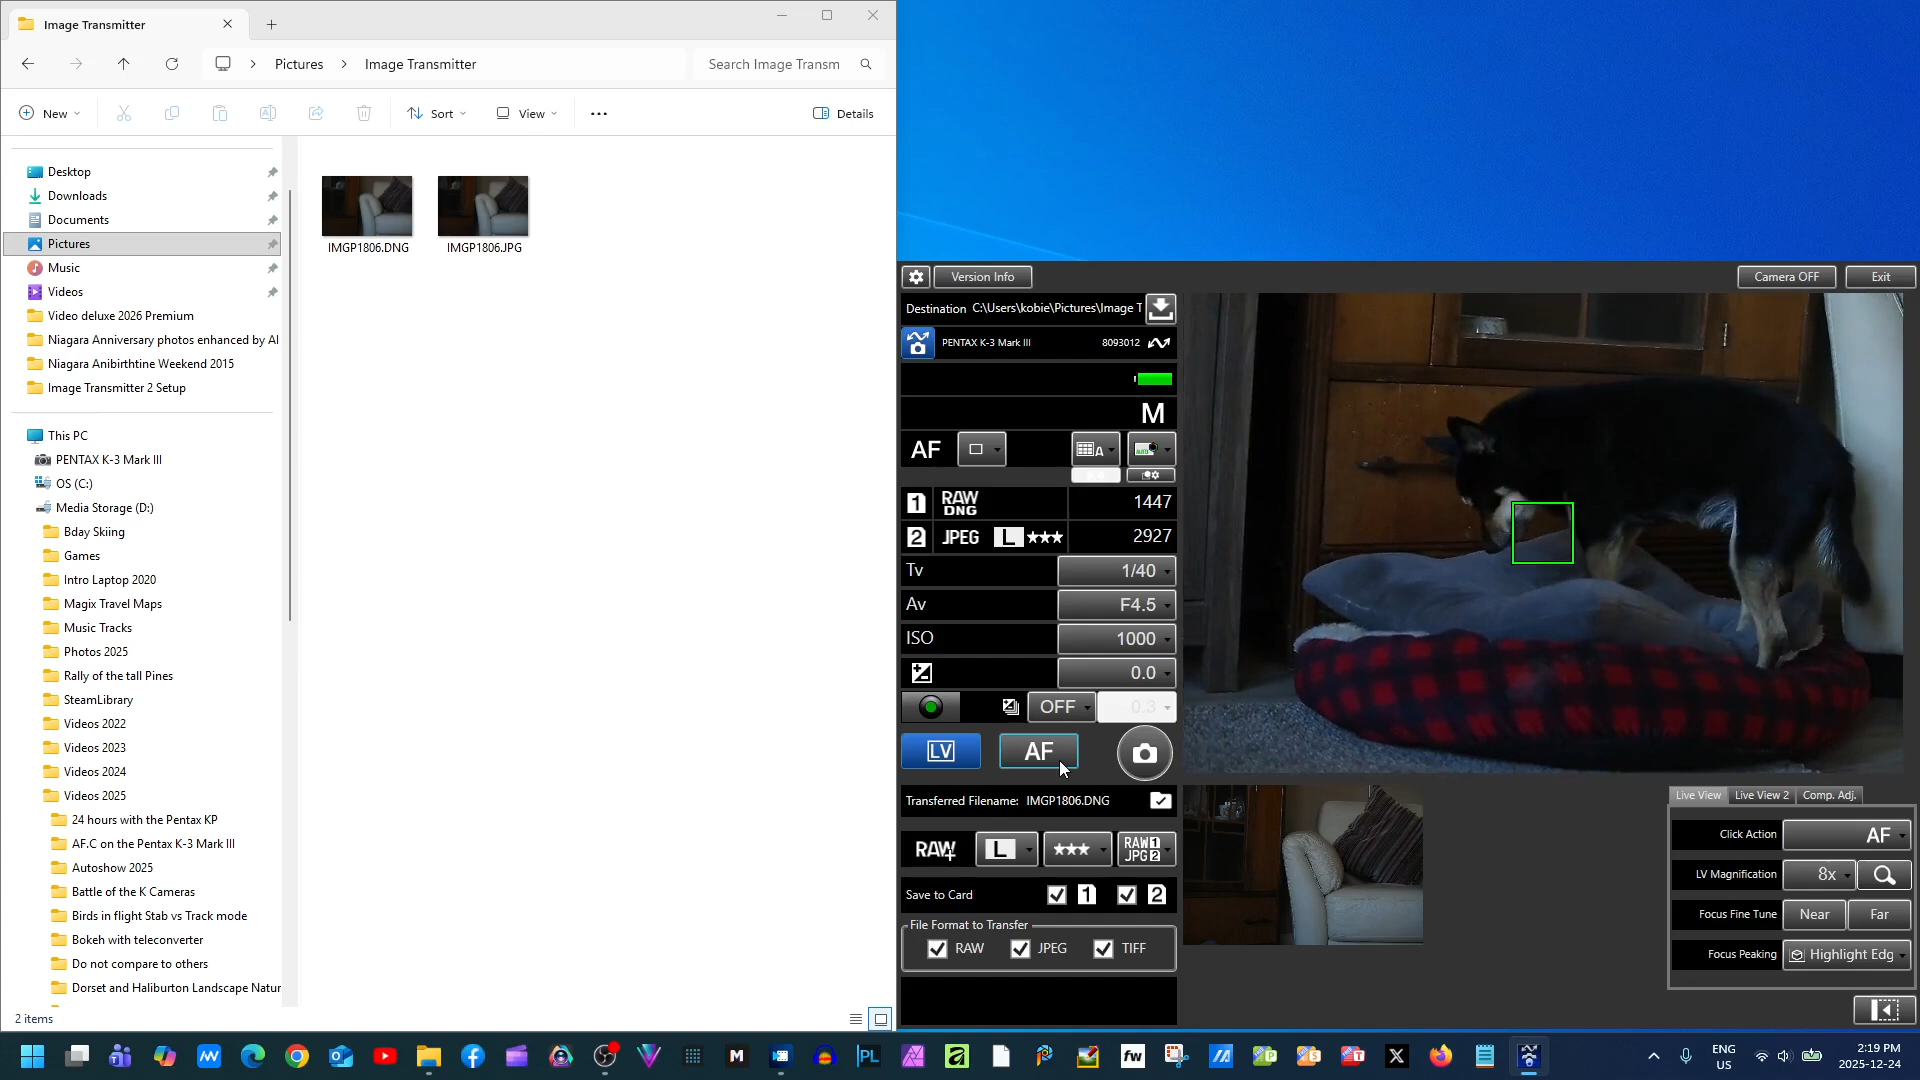 Image Transmitter
Pictures
Image Transmitter
Search Image Transm
New
Sort
View
Details
Desktop
Downloads
Documents
Pictures
Music
Videos
Video deluxe 2026 Premium
Niagara Anniversary photos enhanced by AI
Niagara Anibirthtine Weekend 2015
Image Transmitter 2 Setup
This PC
PENTAX K-3 Mark III
OS (C:)
Media Storage (D:)
Bday Skiing
Games
Intro Laptop 2020
Magix Travel Maps
Music Tracks
Photos 2025
Rally of the tall Pines
SteamLibrary
Videos 2022
Videos 2023
Videos 2024
Videos 2025
24 hours with the Pentax KP
AF.C on the Pentax K-3 Mark III
Autoshow 2025
Battle of the K Cameras
Birds in flight Stab vs Track mode
Bokeh with teleconverter
Do not compare to others
Dorset and Haliburton Landscape Natur
IMGP1806.DNG
IMGP1806.JPG
2 items
Version Info
Camera OFF
Exit
Destination C:\Users\kobie\Pictures\Image T
PENTAX K-3 Mark III 8093012
M
AF
A
AUTO
1 RAW DNG 1447
2 JPEG L ★★★ 2927
Tv 1/40
Av F4.5
ISO 1000
0.0
OFF 0.3
LV AF
Transferred Filename: IMGP1806.DNG
RAW+ L ★★★ RAW1 JPG2
Save to Card 1 2
File Format to Transfer
RAW JPEG TIFF
Live View Live View 2 Comp. Adj.
Click Action AF
LV Magnification 8x
Focus Fine Tune Near Far
Focus Peaking Highlight Edg
M
PL
fw
P
S
T
X
ENG
US
2:19 PM
2025-12-24